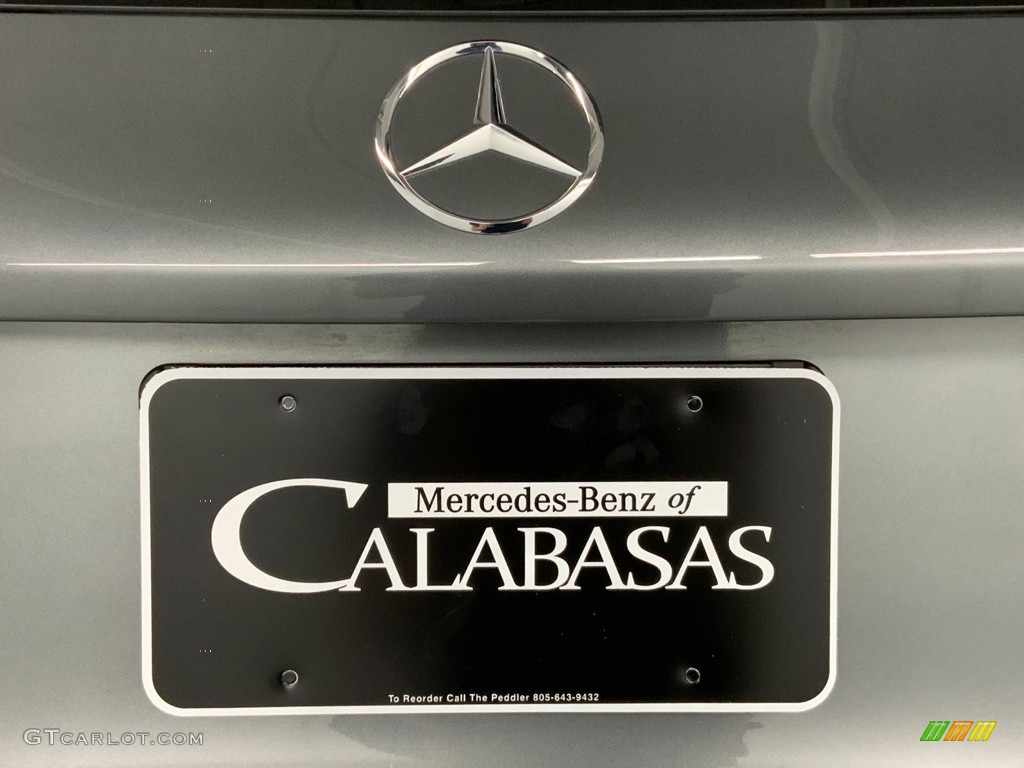 Mercedes-Benz of
CALABASAS
To Reorder Call The Peddler 805-643-9432
GTCARLOT.COM